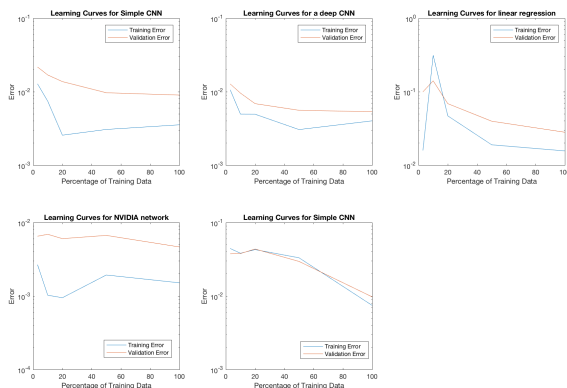 Learning Curves for Simple CNN
10^-1
10^-2
10^-3
Error
0 20 40 60 80 100
Percentage of Training Data
Training Error
Validation Error
Learning Curves for a deep CNN
10^-1
10^-2
10^-3
Error
0 20 40 60 80 100
Percentage of Training Data
Training Error
Validation Error
Learning Curves for linear regression
10^0
10^-1
10^-2
Error
0 20 40 60 80 100
Percentage of Training Data
Training Error
Validation Error
Learning Curves for NVIDIA network
10^-2
10^-3
10^-4
Error
0 20 40 60 80 100
Percentage of Training Data
Training Error
Validation Error
Learning Curves for Simple CNN
10^-1
10^-2
10^-3
Error
0 20 40 60 80 100
Percentage of Training Data
Training Error
Validation Error